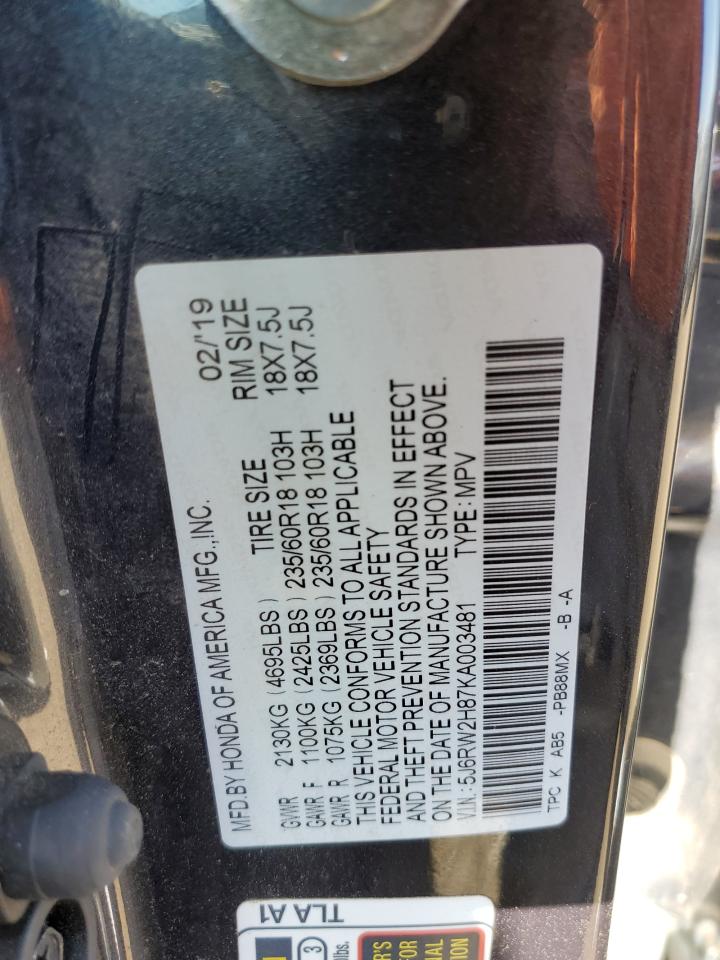 MFD.BY HONDA OF AMERICA MFG.,INC. 02/'19
TIRE SIZE RIM SIZE
GVWR 2130KG (4695LBS)
GAWR F 1100KG (2425LBS) 235/60R18 103H 18X7.5J
GAWR R 1075KG (2369LBS) 235/60R18 103H 18X7.5J
THIS VEHICLE CONFORMS TO ALL APPLICABLE
FEDERAL MOTOR VEHICLE SAFETY
AND THEFT PREVENTION STANDARDS IN EFFECT
ON THE DATE OF MANUFACTURE SHOWN ABOVE.
V.I.N.: 5J6RW2H87KA003481 TYPE: MPV
TPC K AB5 -PB88MX -B -A
TLA A1
3
lbs.
FOR